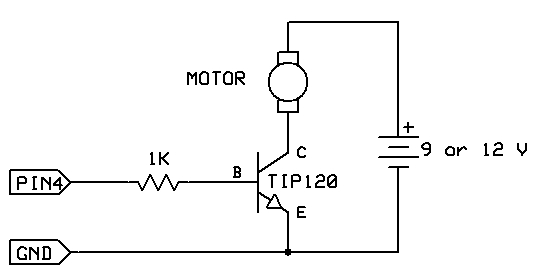 MOTOR
C
+
9 or 12 V
1K
B
PIN4
TIP120
E
GND